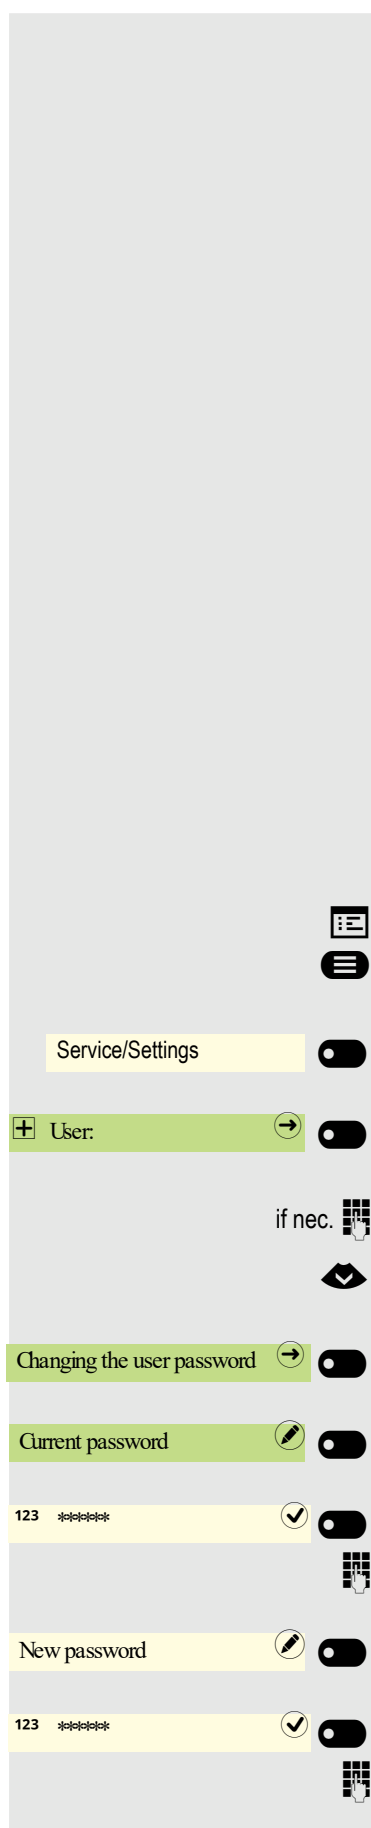 Service/Settings
User:
if nec.
Changing the user password
Current password
123 ******
New password
123 ******